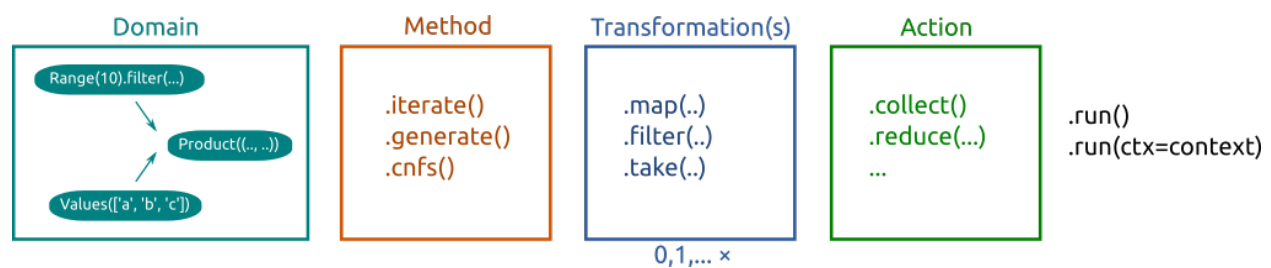 Domain
Range(10).filter(...)
Product((.., ..))
Values(['a', 'b', 'c'])
Method
.iterate()
.generate()
.cnfs()
Transformation(s)
.map(..)
.filter(..)
.take(..)
0,1,... ×
Action
.collect()
.reduce(...)
...
.run()
.run(ctx=context)